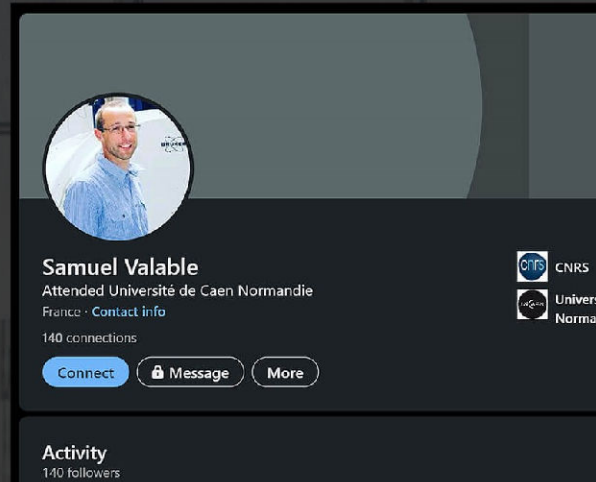 Samuel Valable
Attended Université de Caen Normandie
France · Contact info
140 connections
Connect
Message
More
cnrs
CNRS
Univers
Norma
Activity
140 followers